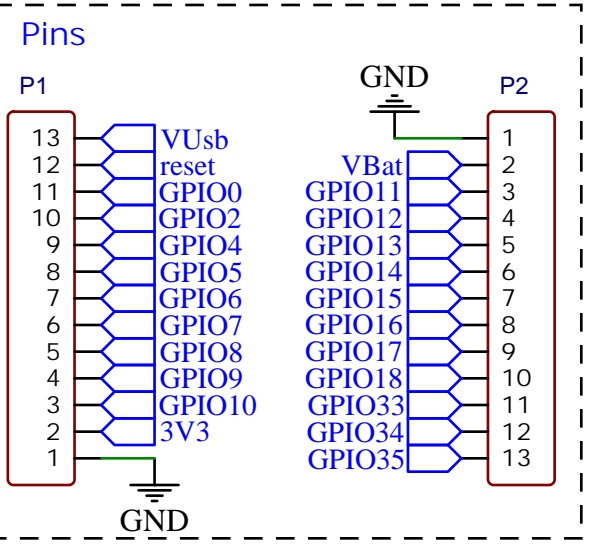 Pins
P1
13 VUsb
12 reset
11 GPIO0
10 GPIO2
9 GPIO4
8 GPIO5
7 GPIO6
6 GPIO7
5 GPIO8
4 GPIO9
3 GPIO10
2 3V3
1
GND
GND
P2
1
VBat 2
GPIO11 3
GPIO12 4
GPIO13 5
GPIO14 6
GPIO15 7
GPIO16 8
GPIO17 9
GPIO18 10
GPIO33 11
GPIO34 12
GPIO35 13